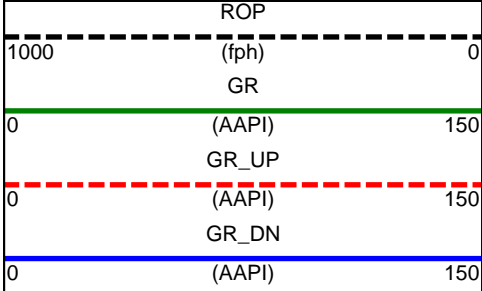 ROP
1000 (fph) 0
GR
0 (AAPI) 150
GR_UP
0 (AAPI) 150
GR_DN
0 (AAPI) 150